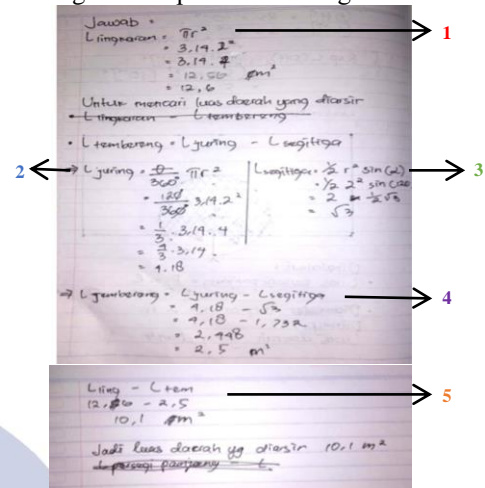 Jawab :
L lingkaran = πr²
= 3,14 . 2²
= 3,14 . 4
= 12,56 m²
= 12,6
Untuk mencari luas daerah yang diarsir
• L lingkaran - L tembereng
• L tembereng = L juring - L segitiga
→ L juring = θ/360° πr²
= 120/360° 3,14 . 2²
= 1/3 . 3,14 . 4
= 4/3 . 3,14
= 4,18
L segitiga = 1/2 r² sin (α)
= 1/2 2² sin (120
= 2 1/2 √3
= √3
→ L tembereng = L juring - L segitiga
= 4,18 - √3
= 4,18 - 1,732
= 2,448
= 2,5 m²
L ling - L tem
12,6 - 2,5
10,1 m²
Jadi luas daerah yg diarsir 10,1 m²
L persegi panjang - L
1
2
3
4
5